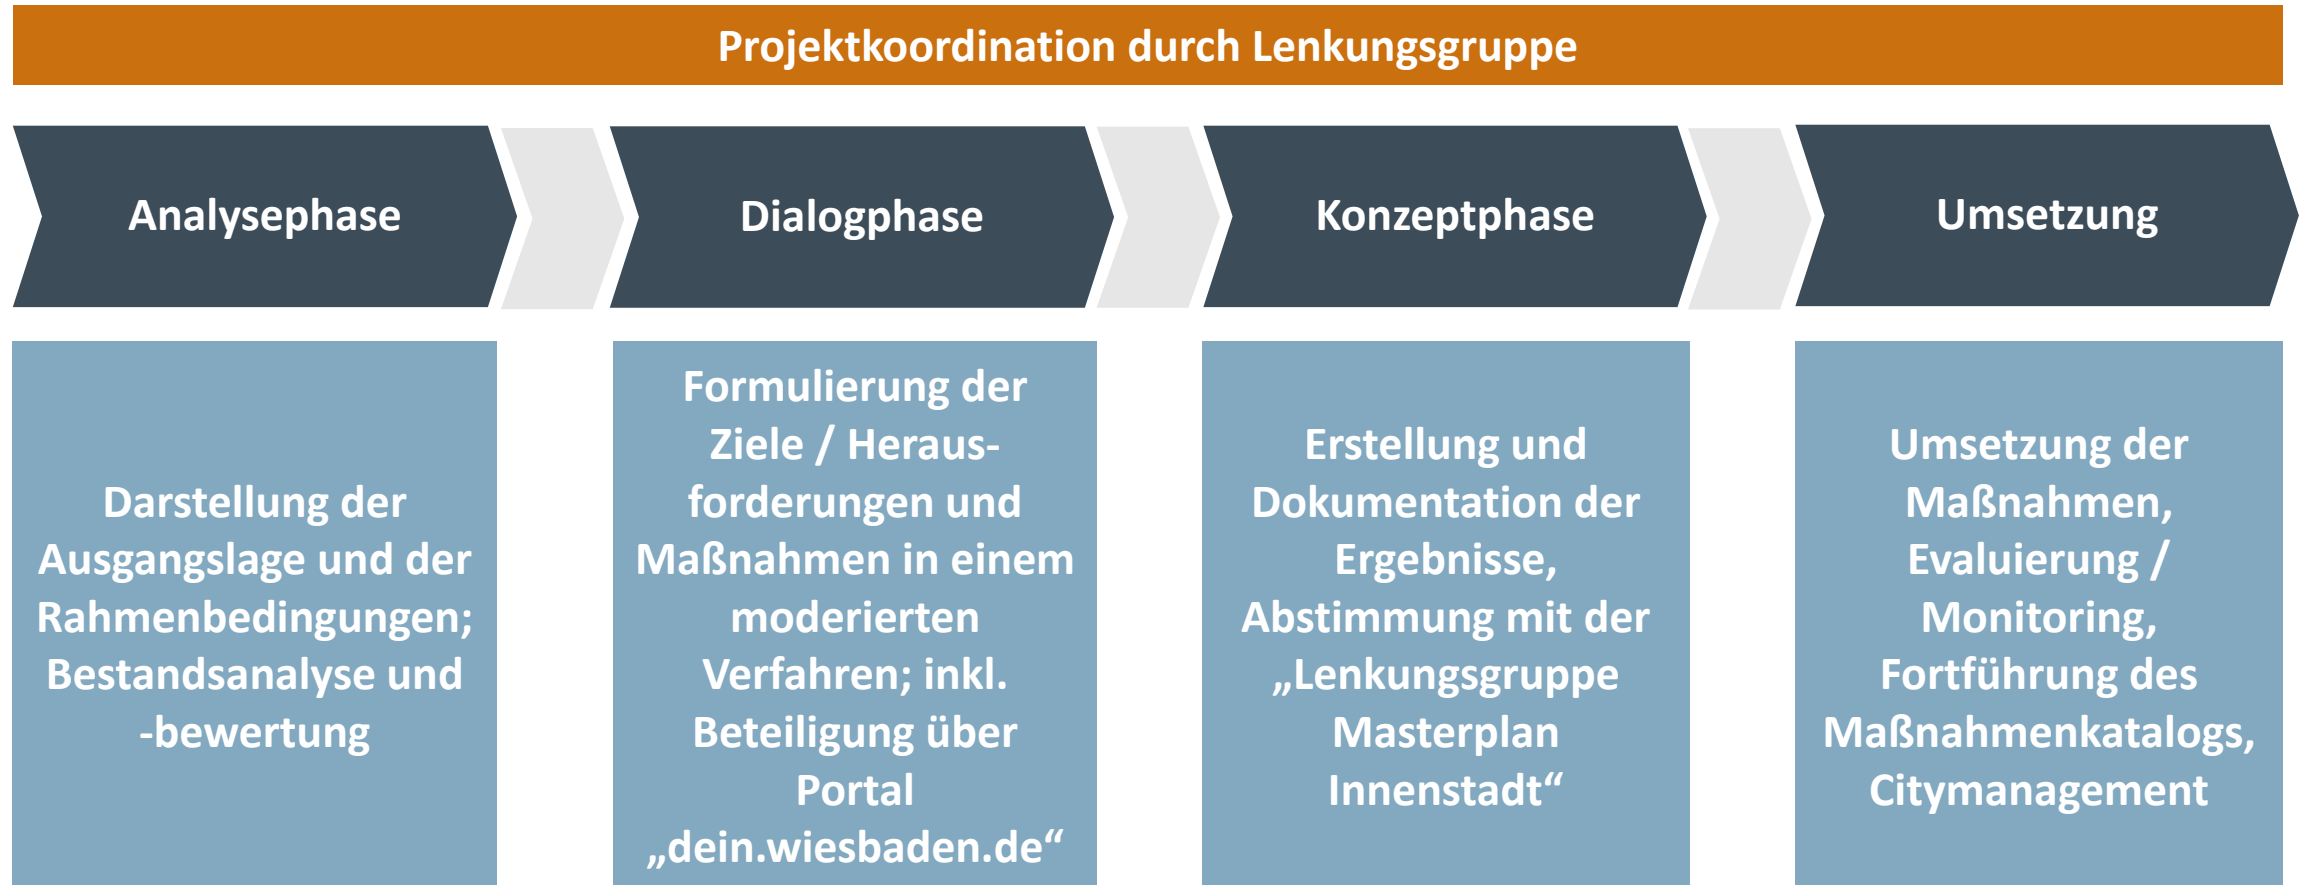 Projektkoordination durch Lenkungsgruppe
Analysephase
Dialogphase
Konzeptphase
Umsetzung
Darstellung der
Ausgangslage und der
Rahmenbedingungen;
Bestandsanalyse und
-bewertung
Formulierung der
Ziele / Heraus-
forderungen und
Maßnahmen in einem
moderierten
Verfahren; inkl.
Beteiligung über
Portal
„dein.wiesbaden.de“
Erstellung und
Dokumentation der
Ergebnisse,
Abstimmung mit der
„Lenkungsgruppe
Masterplan
Innenstadt“
Umsetzung der
Maßnahmen,
Evaluierung /
Monitoring,
Fortführung des
Maßnahmenkatalogs,
Citymanagement